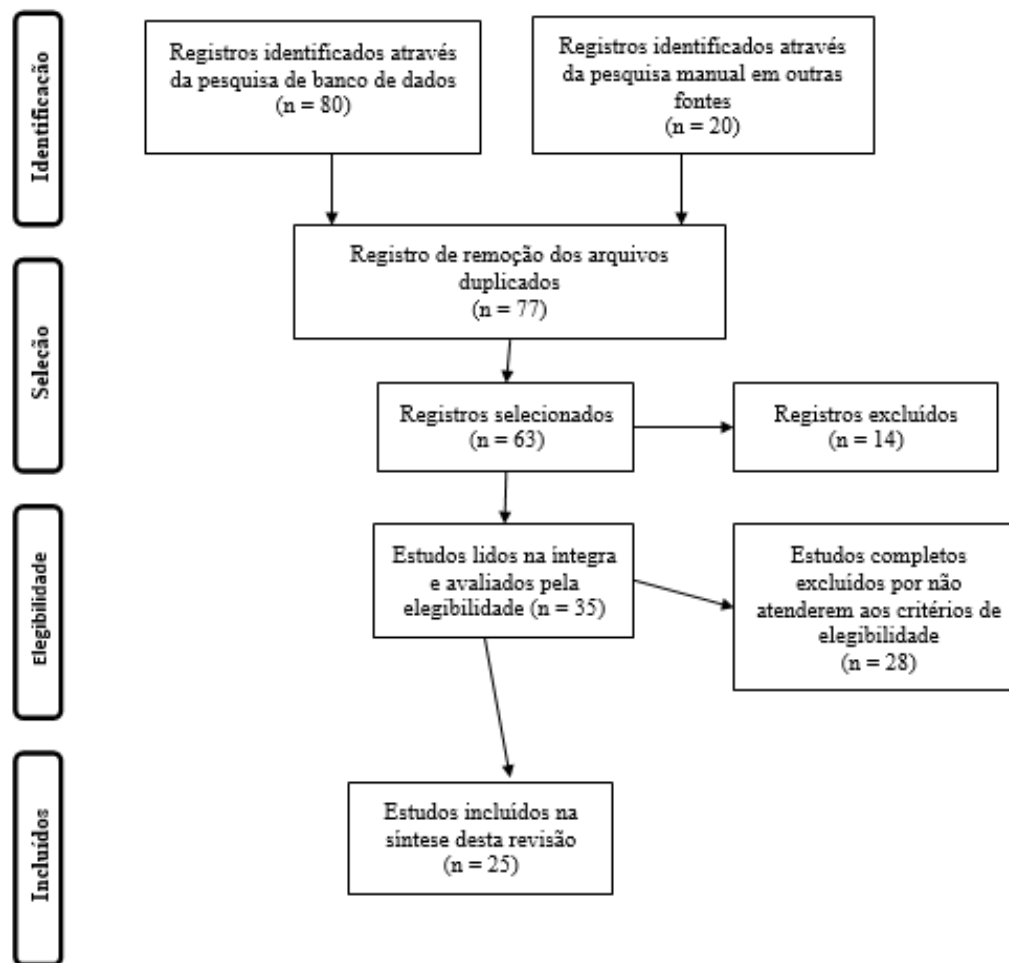 Identificação
Registros identificados através
da pesquisa de banco de dados
(n = 80)
Registros identificados através
da pesquisa manual em outras
fontes
(n = 20)
Seleção
Registro de remoção dos arquivos
duplicados
(n = 77)
Registros selecionados
(n = 63)
Registros excluídos
(n = 14)
Elegibilidade
Estudos lidos na íntegra
e avaliados pela
elegibilidade (n = 35)
Estudos completos
excluídos por não
atenderem aos critérios de
elegibilidade
(n = 28)
Incluídos
Estudos incluídos na
síntese desta revisão
(n = 25)